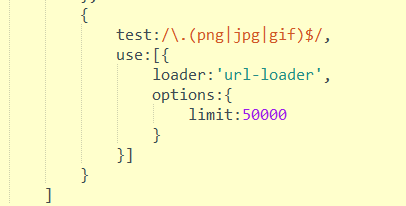 },
{
test:/\.(png|jpg|gif)$/,
use:[{
loader:'url-loader',
options:{
limit:50000
}
}]
}
]